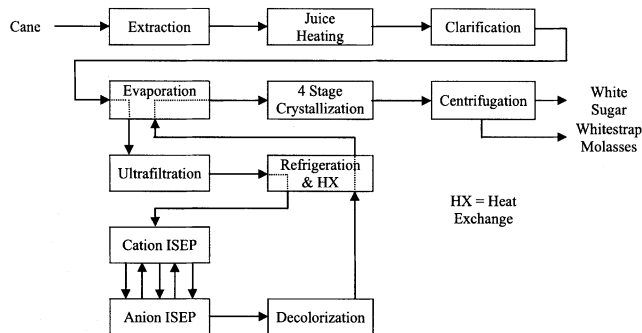 Cane
Extraction
Juice
Heating
Clarification
Evaporation
4 Stage
Crystallization
Centrifugation
White
Sugar
Whitestrap
Molasses
Ultrafiltration
Refrigeration
& HX
HX = Heat
Exchange
Cation ISEP
Anion ISEP
Decolorization